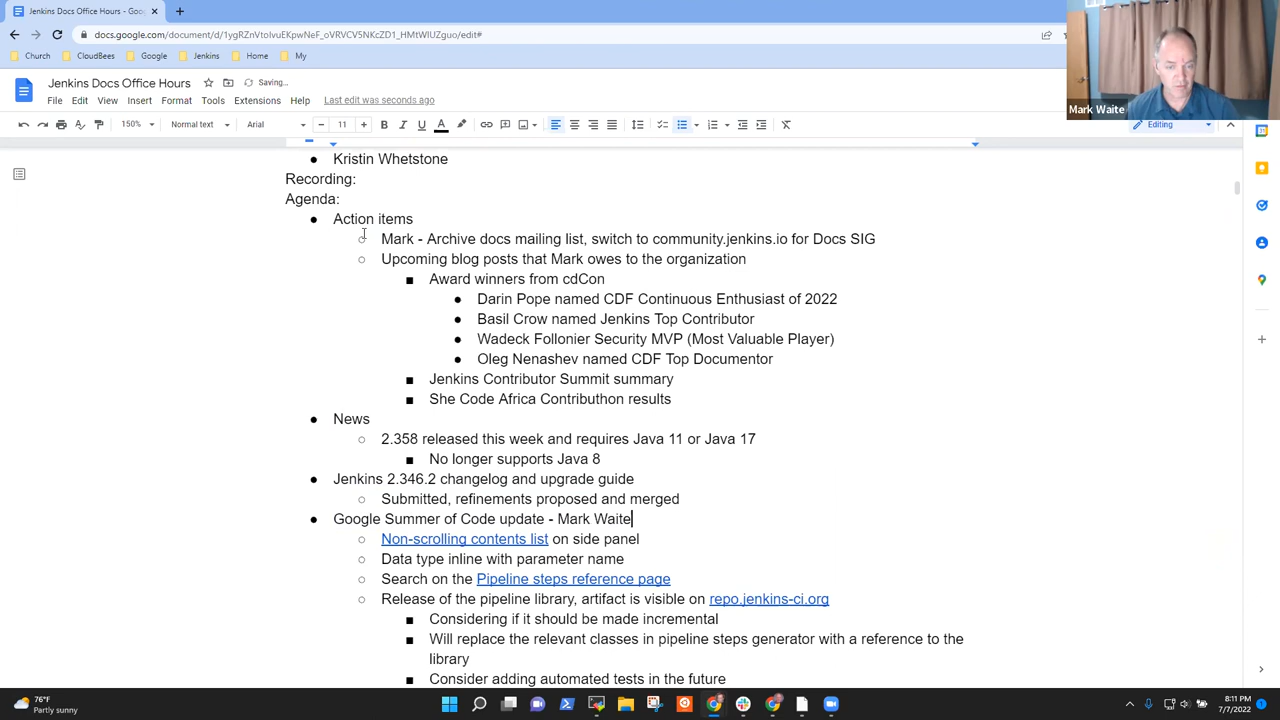 Jenkins Docs Office Hours - Goo
docs.google.com/document/d/1ygRZnVtoIvuEKpwNeF_oVRVCV5NKcZD1_HMtWIUZguo/edit#
Church CloudBees Google Jenkins Home My
Jenkins Docs Office Hours Saving...
File Edit View Insert Format Tools Extensions Help Last edit was seconds ago
150% Normal text Arial 11 Editing
Mark Waite
Kristin Whetstone
Recording:
Agenda:
Action items
Mark - Archive docs mailing list, switch to community.jenkins.io for Docs SIG
Upcoming blog posts that Mark owes to the organization
Award winners from cdCon
Darin Pope named CDF Continuous Enthusiast of 2022
Basil Crow named Jenkins Top Contributor
Wadeck Follonier Security MVP (Most Valuable Player)
Oleg Nenashev named CDF Top Documentor
Jenkins Contributor Summit summary
She Code Africa Contributhon results
News
2.358 released this week and requires Java 11 or Java 17
No longer supports Java 8
Jenkins 2.346.2 changelog and upgrade guide
Submitted, refinements proposed and merged
Google Summer of Code update - Mark Waite
Non-scrolling contents list on side panel
Data type inline with parameter name
Search on the Pipeline steps reference page
Release of the pipeline library, artifact is visible on repo.jenkins-ci.org
Considering if it should be made incremental
Will replace the relevant classes in pipeline steps generator with a reference to the
library
Consider adding automated tests in the future
76°F
Partly sunny
8:11 PM
7/7/2022